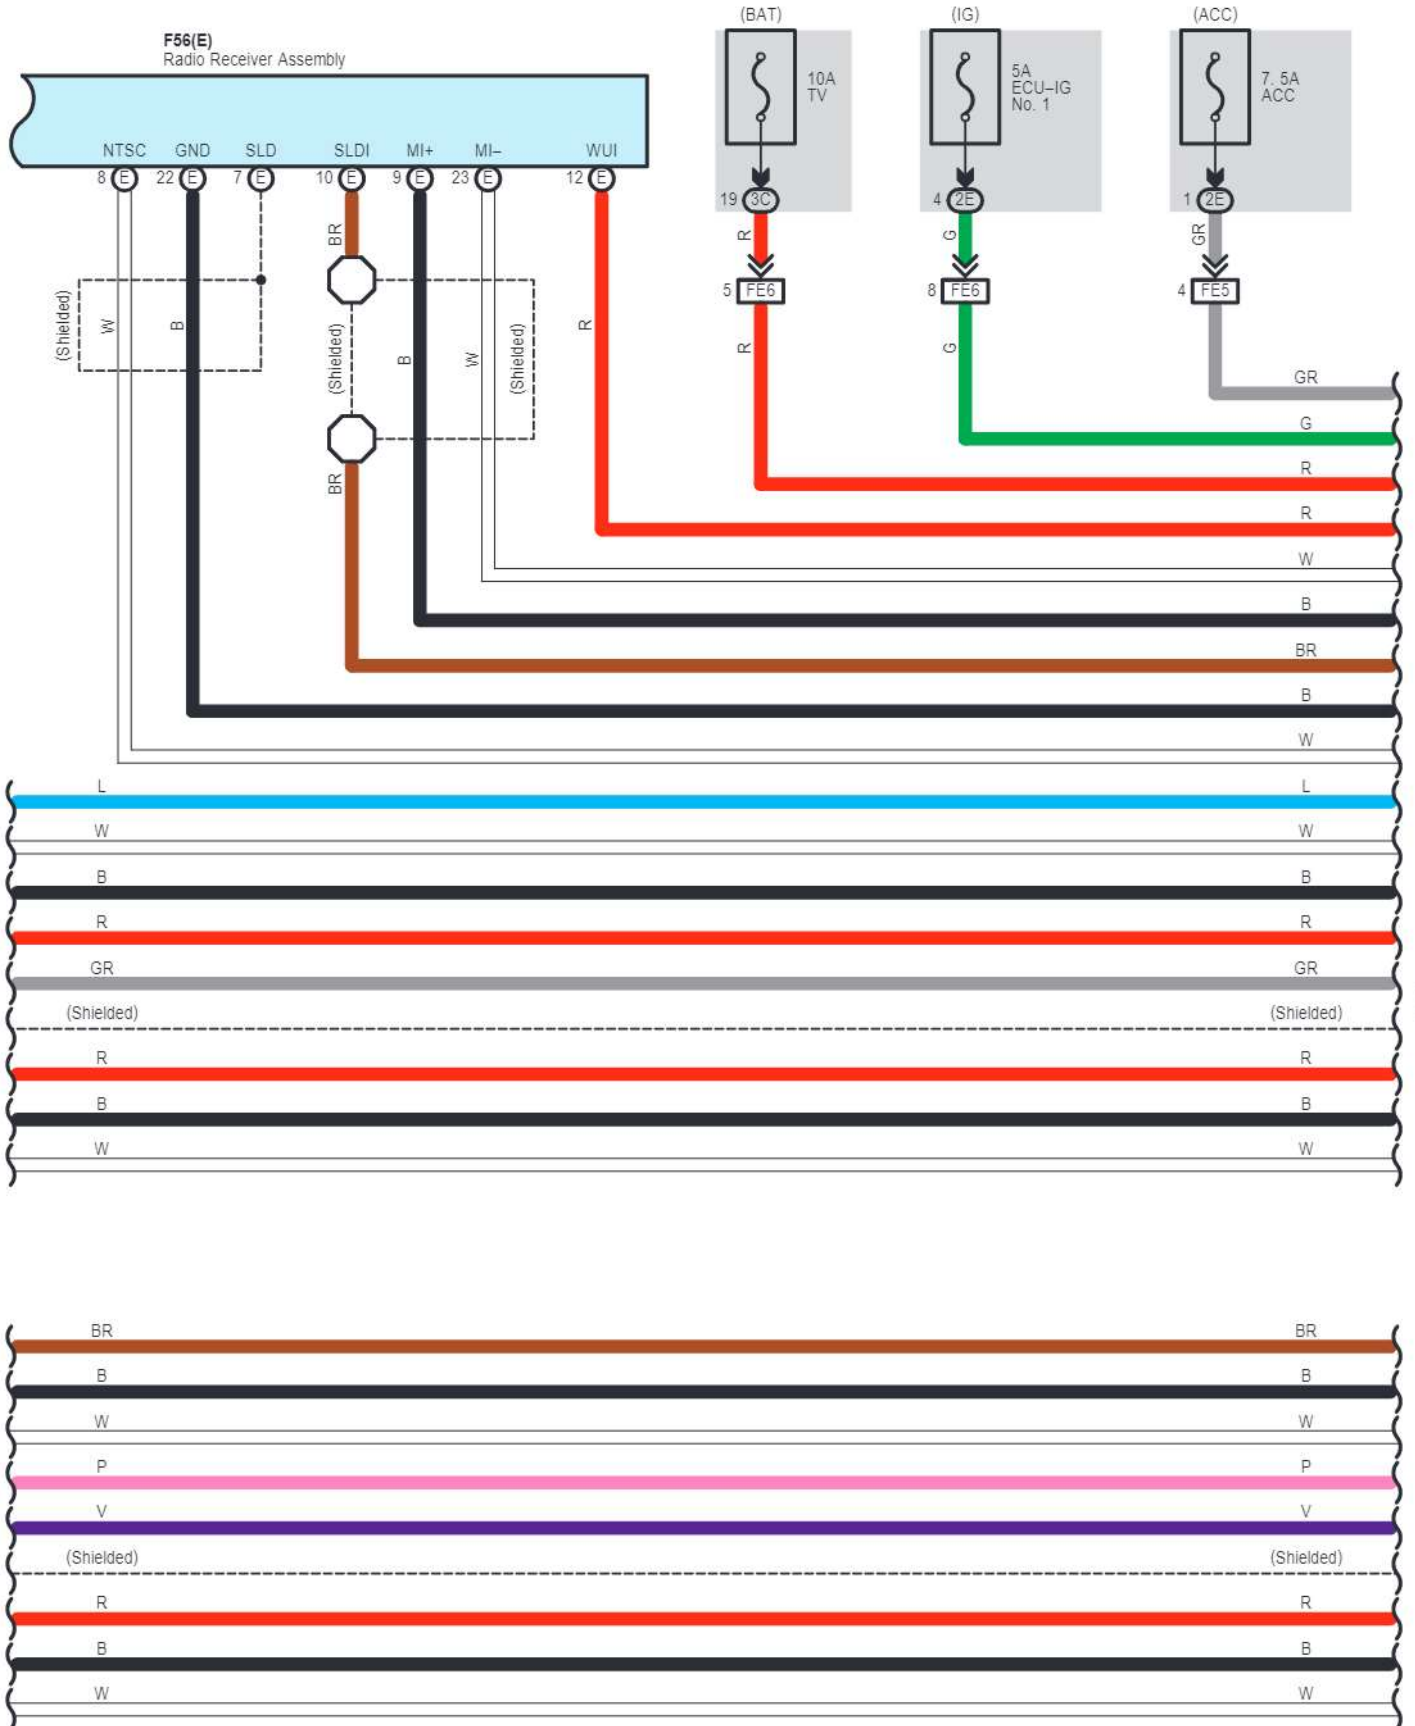 (BAT) (IG) (ACC)
F56(E)
Radio Receiver Assembly
10A
TV
5A
ECU–IG
No. 1
7. 5A
ACC
NTSC GND SLD SLDI MI+ MI– WUI
8 E 22 E 7 E 10 E 9 E 23 E 12 E
19 3C 4 2E 1 2E
BR R G GR
5 FE6 8 FE6 4 FE5
(Shielded) W B (Shielded) B W (Shielded) R R G
GR
G
R
BR
R
W
B
BR
B
W
L L
W W
B B
R R
GR GR
(Shielded) (Shielded)
R R
B B
W W
BR BR
B B
W W
P P
V V
(Shielded) (Shielded)
R R
B B
W W